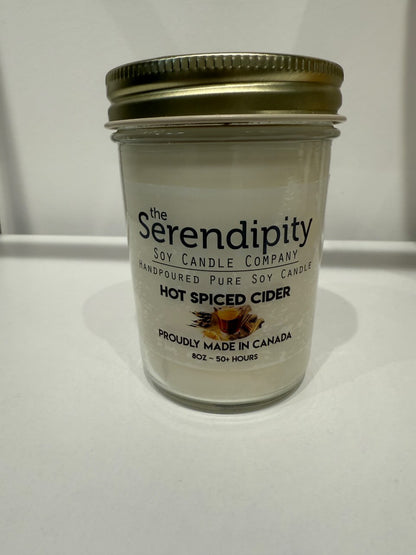 the
Serendipity
SOY CANDLE COMPANY
HANDPOURED PURE SOY CANDLE
HOT SPICED CIDER
PROUDLY MADE IN CANADA
8OZ ~ 50+ HOURS